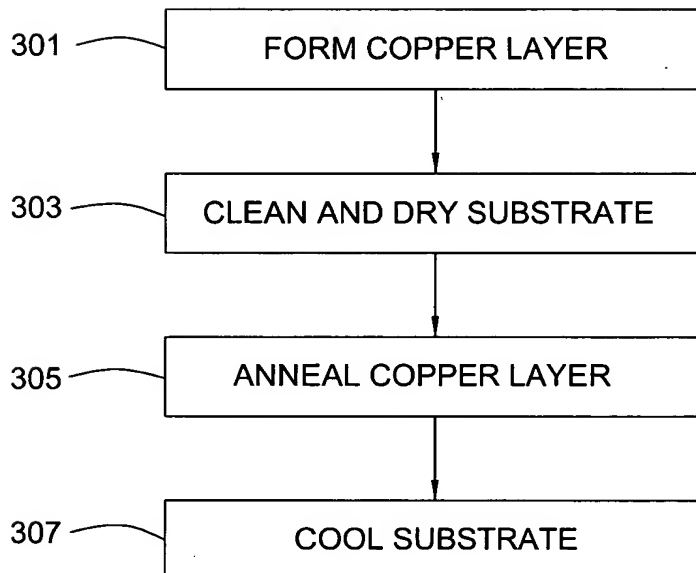 301 FORM COPPER LAYER
303 CLEAN AND DRY SUBSTRATE
305 ANNEAL COPPER LAYER
307 COOL SUBSTRATE